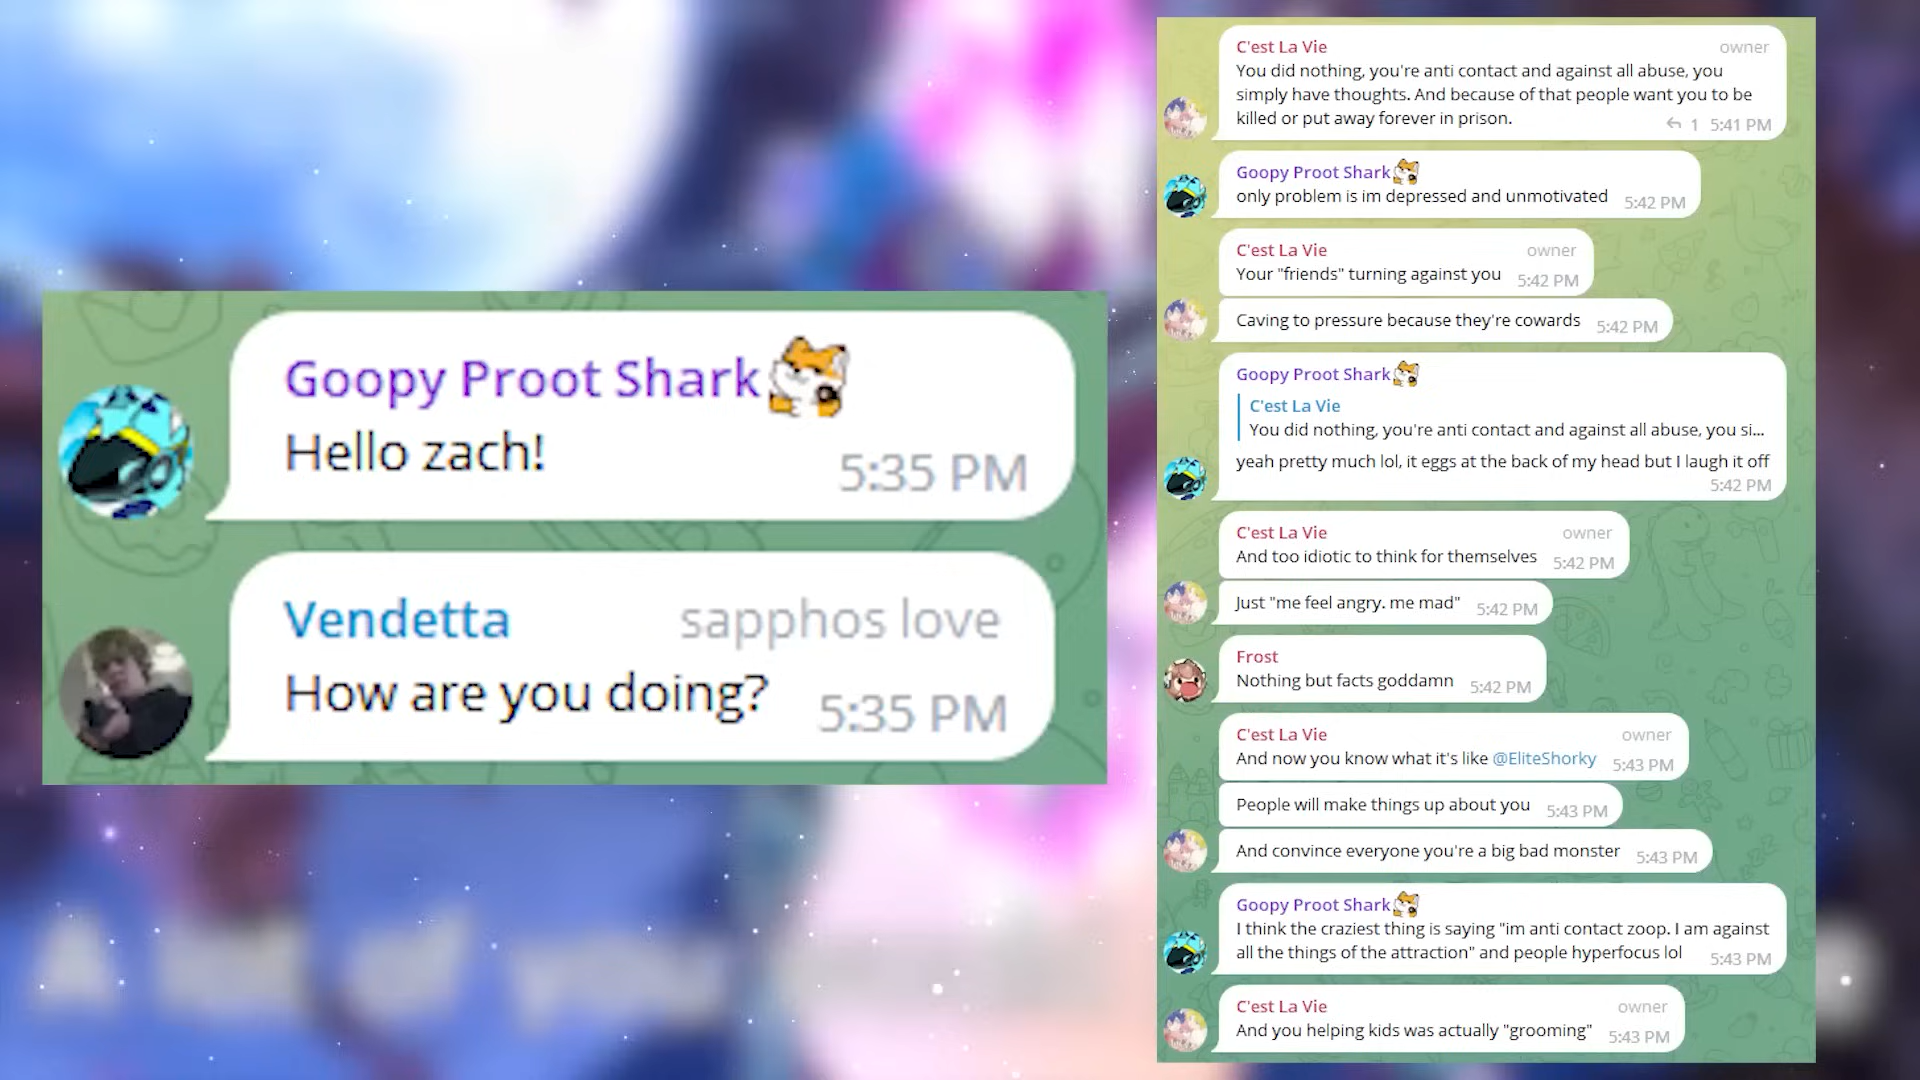 Goopy Proot Shark
Hello zach!
5:35 PM
Vendetta sapphos love
How are you doing?
5:35 PM
C'est La Vie owner
You did nothing, you're anti contact and against all abuse, you
simply have thoughts. And because of that people want you to be
killed or put away forever in prison.
1 5:41 PM
Goopy Proot Shark
only problem is im depressed and unmotivated 5:42 PM
C'est La Vie owner
Your "friends" turning against you 5:42 PM
Caving to pressure because they're cowards 5:42 PM
Goopy Proot Shark
C'est La Vie
You did nothing, you're anti contact and against all abuse, you si...
yeah pretty much lol, it eggs at the back of my head but I laugh it off
5:42 PM
C'est La Vie owner
And too idiotic to think for themselves 5:42 PM
Just "me feel angry. me mad" 5:42 PM
Frost
Nothing but facts goddamn 5:42 PM
C'est La Vie owner
And now you know what it's like @EliteShorky 5:43 PM
People will make things up about you 5:43 PM
And convince everyone you're a big bad monster 5:43 PM
Goopy Proot Shark
I think the craziest thing is saying "im anti contact zoop. I am against
all the things of the attraction" and people hyperfocus lol 5:43 PM
C'est La Vie owner
And you helping kids was actually "grooming" 5:43 PM
A lot of you